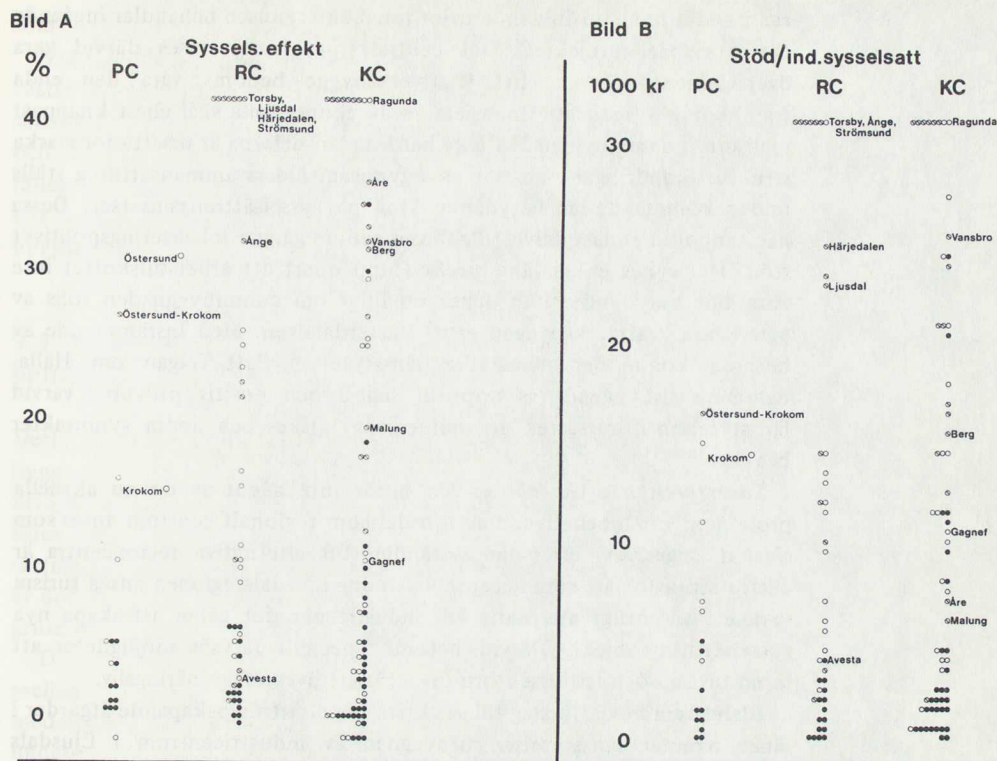 Bild A
Syssels.effekt
%
PC
RC
KC
40
30
20
10
0
Torsby,
Ljusdal
Härjedalen,
Strömsund
Ragunda
Åre
Ånge
Vansbro
Berg
Östersund
Östersund-Krokom
Malung
Krokom
Gagnef
Avesta
Bild B
Stöd/ind.sysselsatt
1000 kr
PC
RC
KC
30
20
10
0
Torsby, Ånge,
Strömsund
Ragunda
Härjedalen
Vansbro
Ljusdal
Östersund-Krokom
Berg
Krokom
Gagnef
Åre
Malung
Avesta